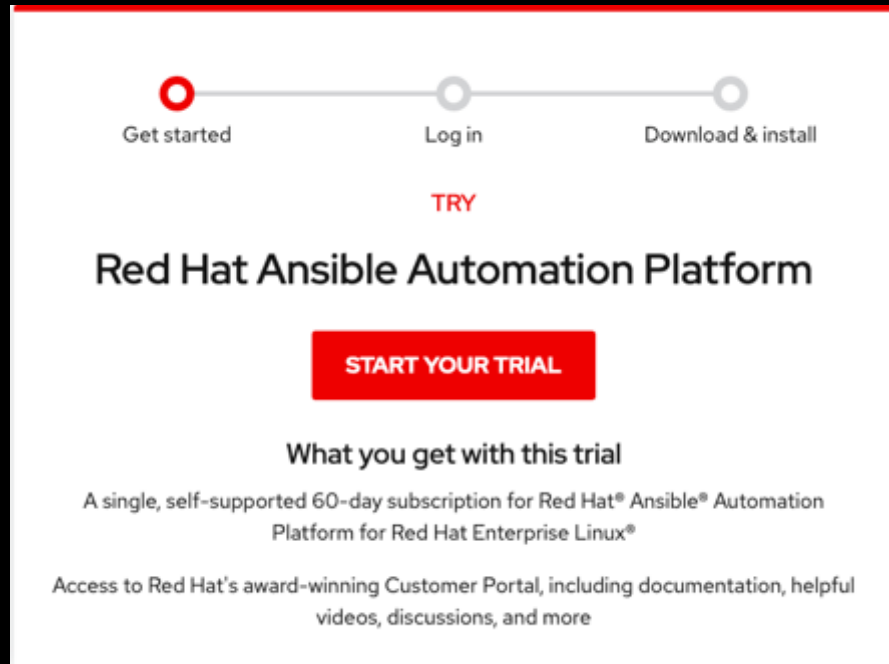 Get started
Log in
Download & install
TRY
Red Hat Ansible Automation Platform
START YOUR TRIAL
What you get with this trial
A single, self-supported 60-day subscription for Red Hat® Ansible® Automation
Platform for Red Hat Enterprise Linux®
Access to Red Hat's award-winning Customer Portal, including documentation, helpful
videos, discussions, and more